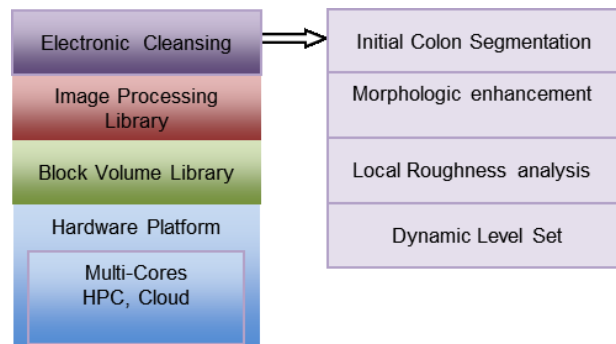 Electronic Cleansing
Image Processing
Library
Block Volume Library
Hardware Platform
Multi-Cores
HPC, Cloud
Initial Colon Segmentation
Morphologic enhancement
Local Roughness analysis
Dynamic Level Set